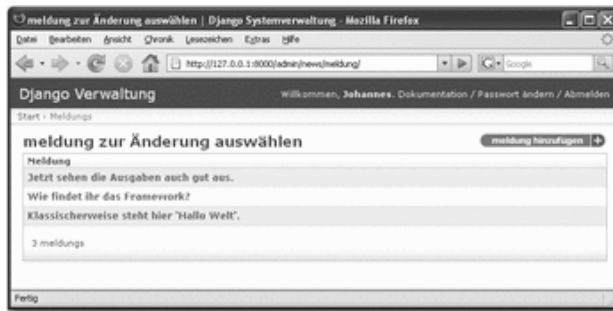 meldung zur Änderung auswählen | Django Systemverwaltung - Mozilla Firefox
Datei Bearbeiten Ansicht Chronik Lesezeichen Extras Hilfe
http://127.0.0.1:8000/admin/news/meldung/ Google
Django Verwaltung Willkommen, Johannes. Dokumentation / Passwort ändern / Abmelden
Start › Meldungs
meldung zur Änderung auswählen meldung hinzufügen +
Meldung
Jetzt sehen die Ausgaben auch gut aus.
Wie findet ihr das Framework?
Klassischerweise steht hier "Hallo Welt".
3 meldungs
Fertig